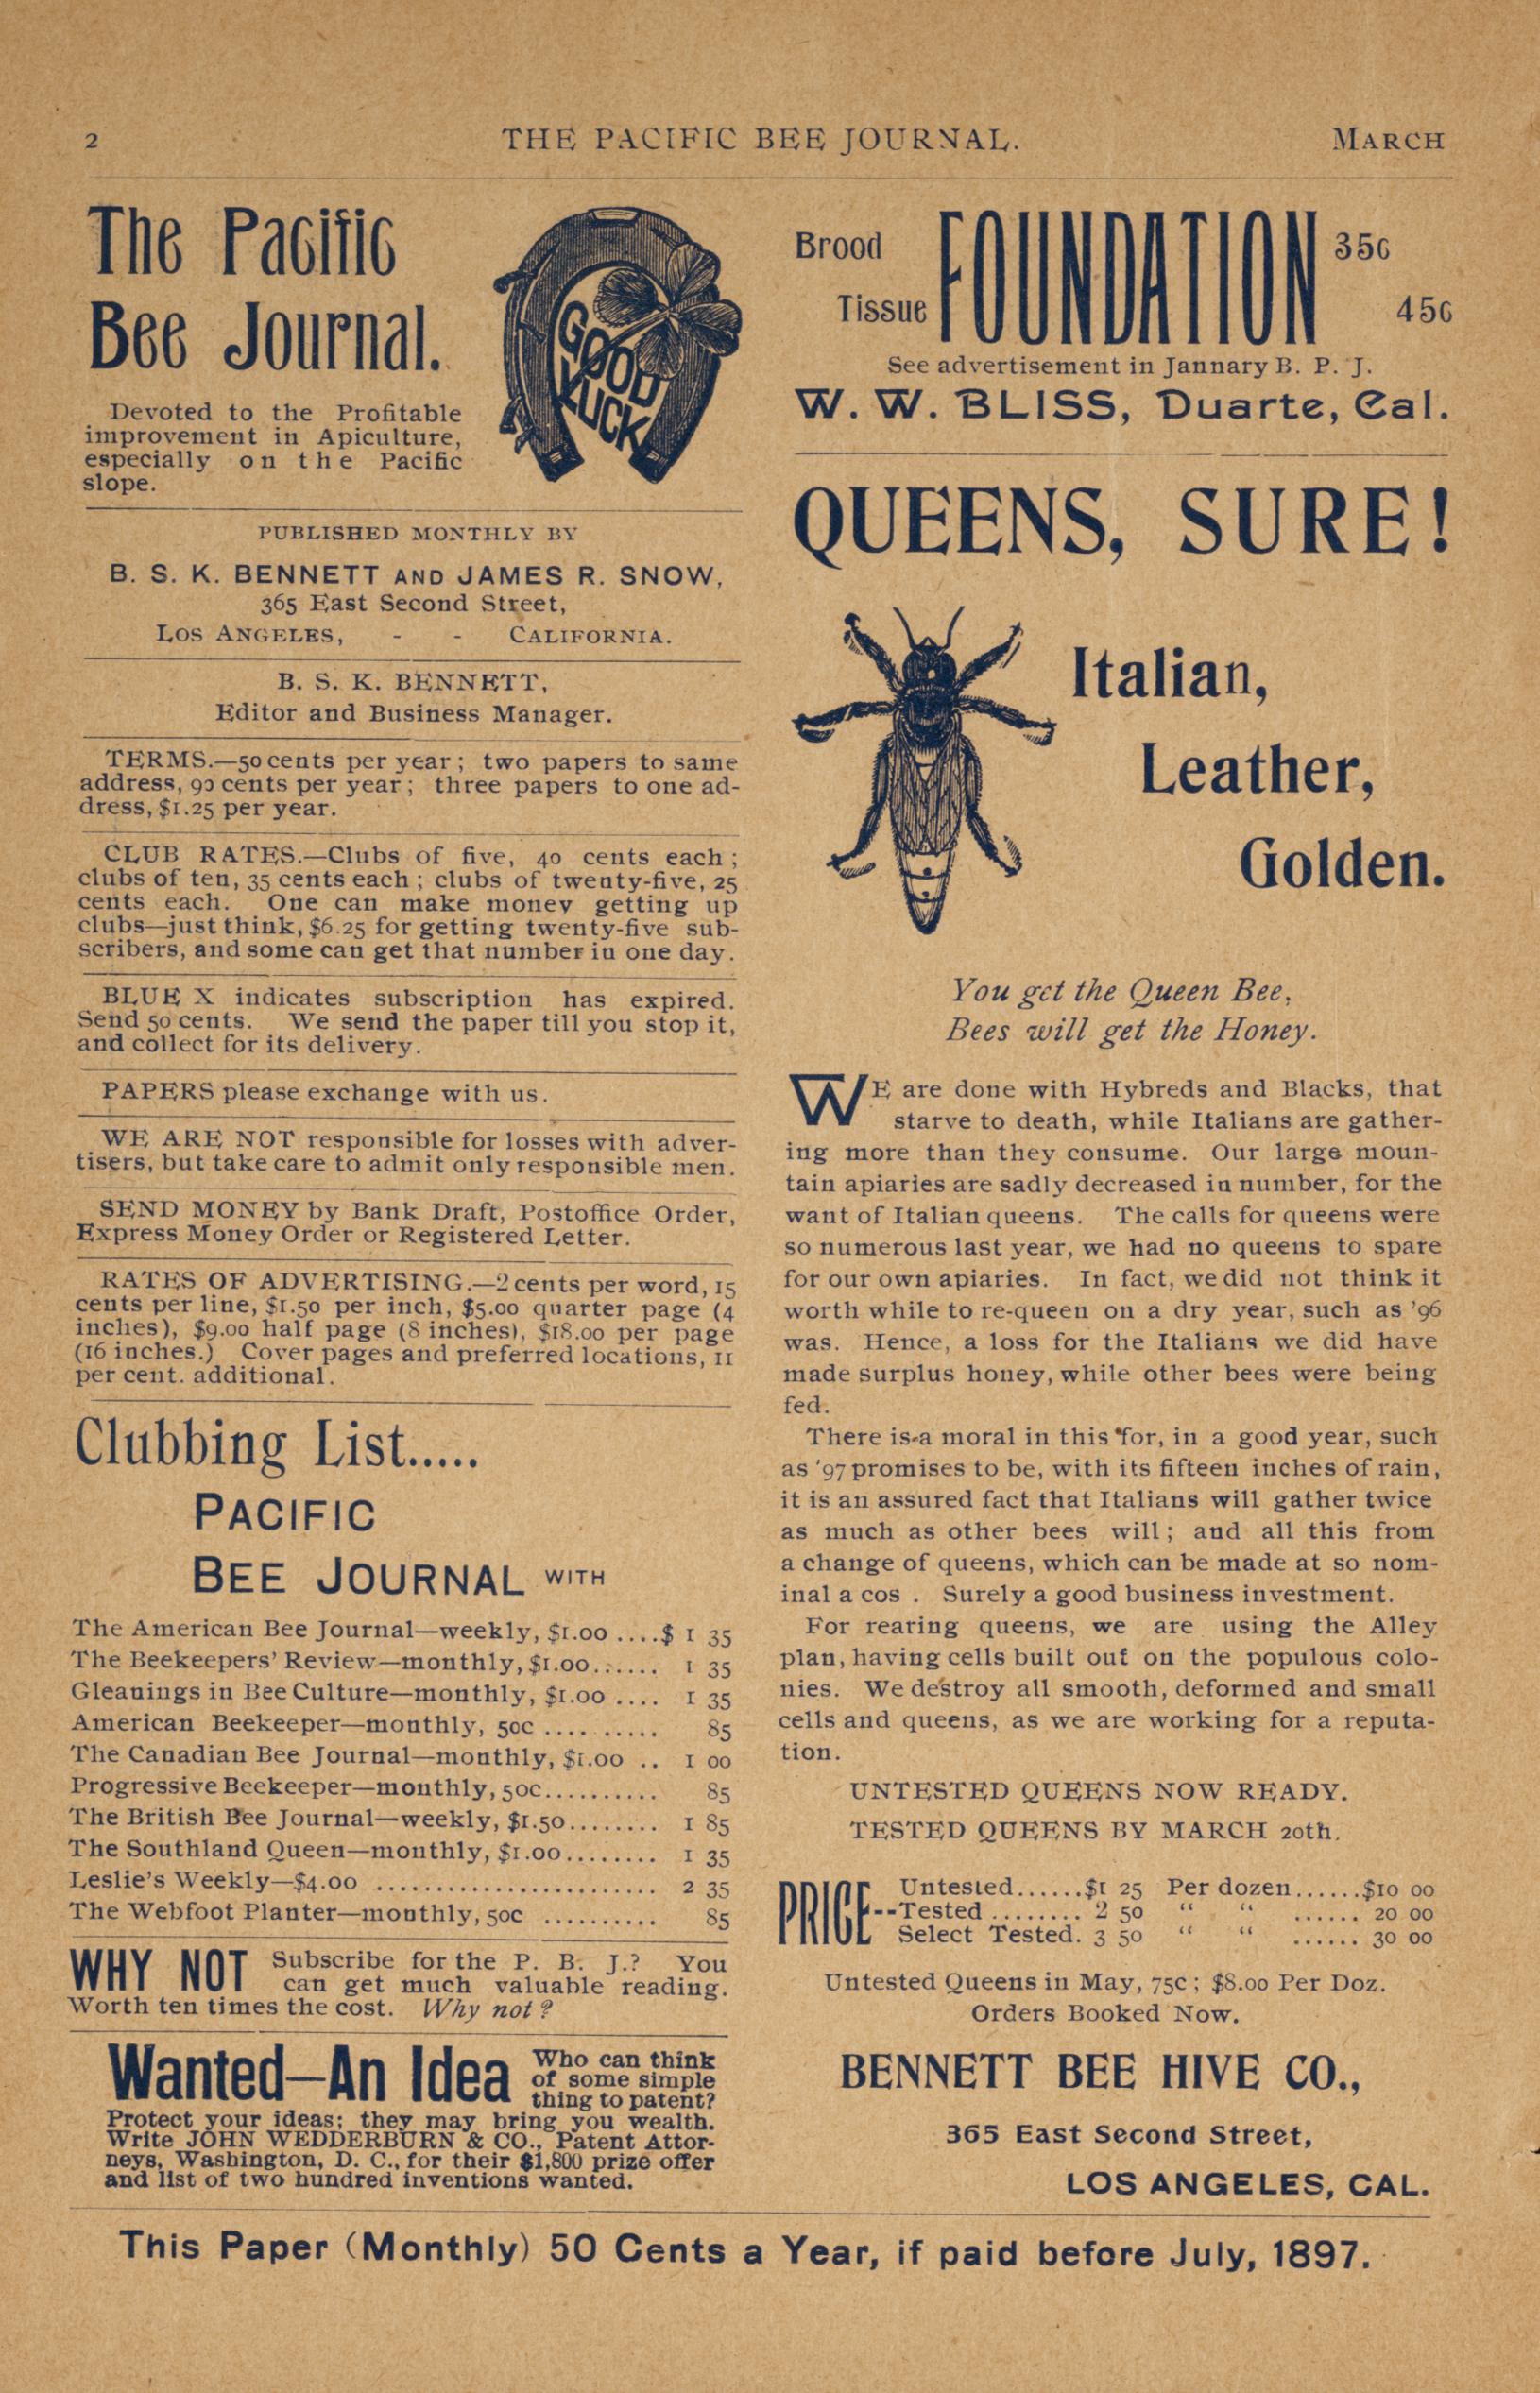 2
THE PACIFIC BEE JOURNAL.
MARCH
The Pacific
Bee Journal.
GOOD
LUCK
Devoted to the Profitable
improvement in Apiculture,
especially on the Pacific
slope.
PUBLISHED MONTHLY BY
B. S. K. BENNETT AND JAMES R. SNOW,
365 East Second Street,
LOS ANGELES, - - CALIFORNIA.
B. S. K. BENNETT,
Editor and Business Manager.
TERMS.—50 cents per year; two papers to same
address, 90 cents per year; three papers to one ad-
dress, $1.25 per year.
CLUB RATES.—Clubs of five, 40 cents each;
clubs of ten, 35 cents each; clubs of twenty-five, 25
cents each. One can make money getting up
clubs—just think, $6.25 for getting twenty-five sub-
scribers, and some can get that number in one day.
BLUE X indicates subscription has expired.
Send 50 cents. We send the paper till you stop it,
and collect for its delivery.
PAPERS please exchange with us.
WE ARE NOT responsible for losses with adver-
tisers, but take care to admit only responsible men.
SEND MONEY by Bank Draft, Postoffice Order,
Express Money Order or Registered Letter.
RATES OF ADVERTISING.—2 cents per word, 15
cents per line, $1.50 per inch, $5.00 quarter page (4
inches), $9.00 half page (8 inches), $18.00 per page
(16 inches.) Cover pages and preferred locations, 11
per cent. additional.
Clubbing List.....
PACIFIC
BEE JOURNAL WITH
The American Bee Journal—weekly, $1.00 ....$ 1 35
The Beekeepers' Review—monthly, $1.00...... 1 35
Gleanings in Bee Culture—monthly, $1.00 .... 1 35
American Beekeeper—monthly, 50c .... ..... 85
The Canadian Bee Journal—monthly, $1.00 .. 1 00
Progressive Beekeeper—monthly, 50c.......... 85
The British Bee Journal—weekly, $1.50........ 1 85
The Southland Queen—monthly, $1.00........ 1 35
Leslie's Weekly—$4.00 ......................... 2 35
The Webfoot Planter—monthly, 50c .......... 85
WHY NOT Subscribe for the P. B. J.? You
can get much valuable reading.
Worth ten times the cost. Why not?
Wanted—An Idea Who can think
of some simple
thing to patent?
Protect your ideas; they may bring you wealth.
Write JOHN WEDDERBURN & CO., Patent Attor-
neys, Washington, D. C., for their $1,800 prize offer
and list of two hundred inventions wanted.
Brood FOUNDATION 35c
Tissue 45c
See advertisement in Jannary B. P. J.
W. W. BLISS, Duarte, Cal.
QUEENS, SURE!
Italian,
Leather,
Golden.
You get the Queen Bee,
Bees will get the Honey.
WE are done with Hybreds and Blacks, that
starve to death, while Italians are gather-
ing more than they consume. Our large moun-
tain apiaries are sadly decreased in number, for the
want of Italian queens. The calls for queens were
so numerous last year, we had no queens to spare
for our own apiaries. In fact, we did not think it
worth while to re-queen on a dry year, such as '96
was. Hence, a loss for the Italians we did have
made surplus honey, while other bees were being
fed.
There is a moral in this for, in a good year, such
as '97 promises to be, with its fifteen inches of rain,
it is an assured fact that Italians will gather twice
as much as other bees will; and all this from
a change of queens, which can be made at so nom-
inal a cos . Surely a good business investment.
For rearing queens, we are using the Alley
plan, having cells built out on the populous colo-
nies. We destroy all smooth, deformed and small
cells and queens, as we are working for a reputa-
tion.
UNTESTED QUEENS NOW READY.
TESTED QUEENS BY MARCH 20th.
PRICE-- Untested......$1 25 Per dozen......$10 00
Tested ........ 2 50 " " ...... 20 00
Select Tested. 3 50 " " ...... 30 00
Untested Queens in May, 75c; $8.00 Per Doz.
Orders Booked Now.
BENNETT BEE HIVE CO.,
365 East Second Street,
LOS ANGELES, CAL.
This Paper (Monthly) 50 Cents a Year, if paid before July, 1897.